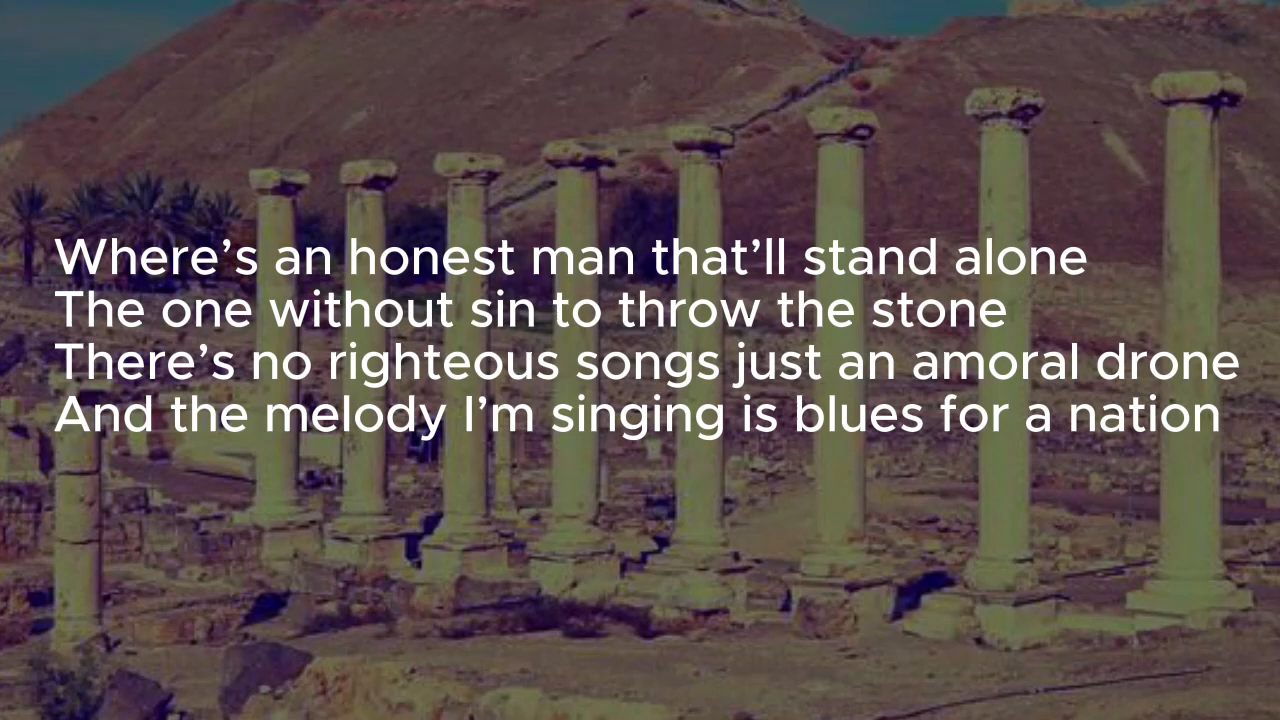 Where’s an honest man that’ll stand alone
The one without sin to throw the stone
There’s no righteous songs just an amoral drone
And the melody I’m singing is blues for a nation